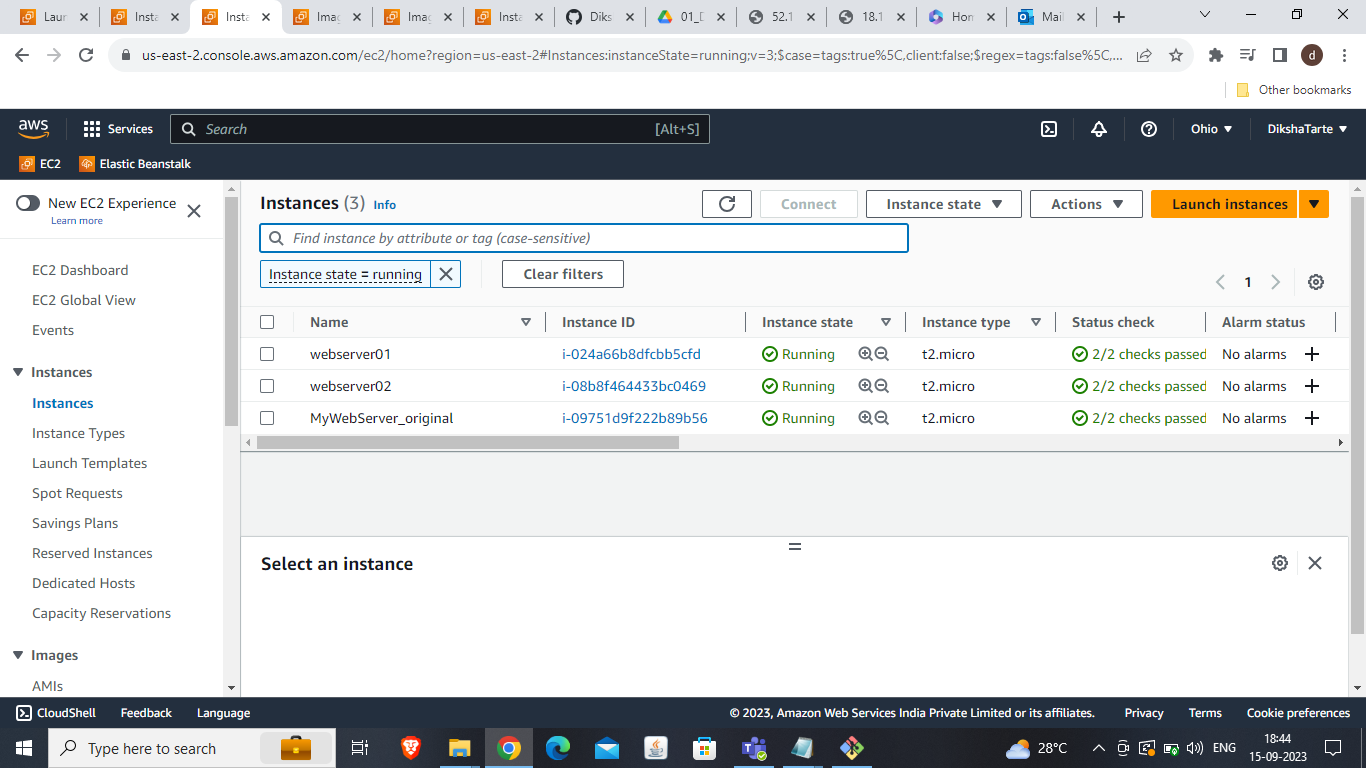 Laun
Insta
Insta
Imag
Imag
Insta
Diks
01_D
52.1
18.1
Hom
Mail
us-east-2.console.aws.amazon.com/ec2/home?region=us-east-2#Instances:instanceState=running;v=3;$case=tags:true%5C,client:false;$regex=tags:false%5C,...
d
Other bookmarks
aws
Services
Search
[Alt+S]
Ohio
DikshaTarte
EC2
Elastic Beanstalk
New EC2 Experience
Learn more
EC2 Dashboard
EC2 Global View
Events
Instances
Instances
Instance Types
Launch Templates
Spot Requests
Savings Plans
Reserved Instances
Dedicated Hosts
Capacity Reservations
Images
AMIs
Instances (3) Info
Connect
Instance state
Actions
Launch instances
Find instance by attribute or tag (case-sensitive)
Instance state = running
Clear filters
1
Name Instance ID Instance state Instance type Status check Alarm status
webserver01 i-024a66b8dfcbb5cfd Running t2.micro 2/2 checks passed No alarms
webserver02 i-08b8f464433bc0469 Running t2.micro 2/2 checks passed No alarms
MyWebServer_original i-09751d9f222b89b56 Running t2.micro 2/2 checks passed No alarms
Select an instance
CloudShell Feedback Language © 2023, Amazon Web Services India Private Limited or its affiliates. Privacy Terms Cookie preferences
Type here to search
28°C
ENG
18:44
15-09-2023